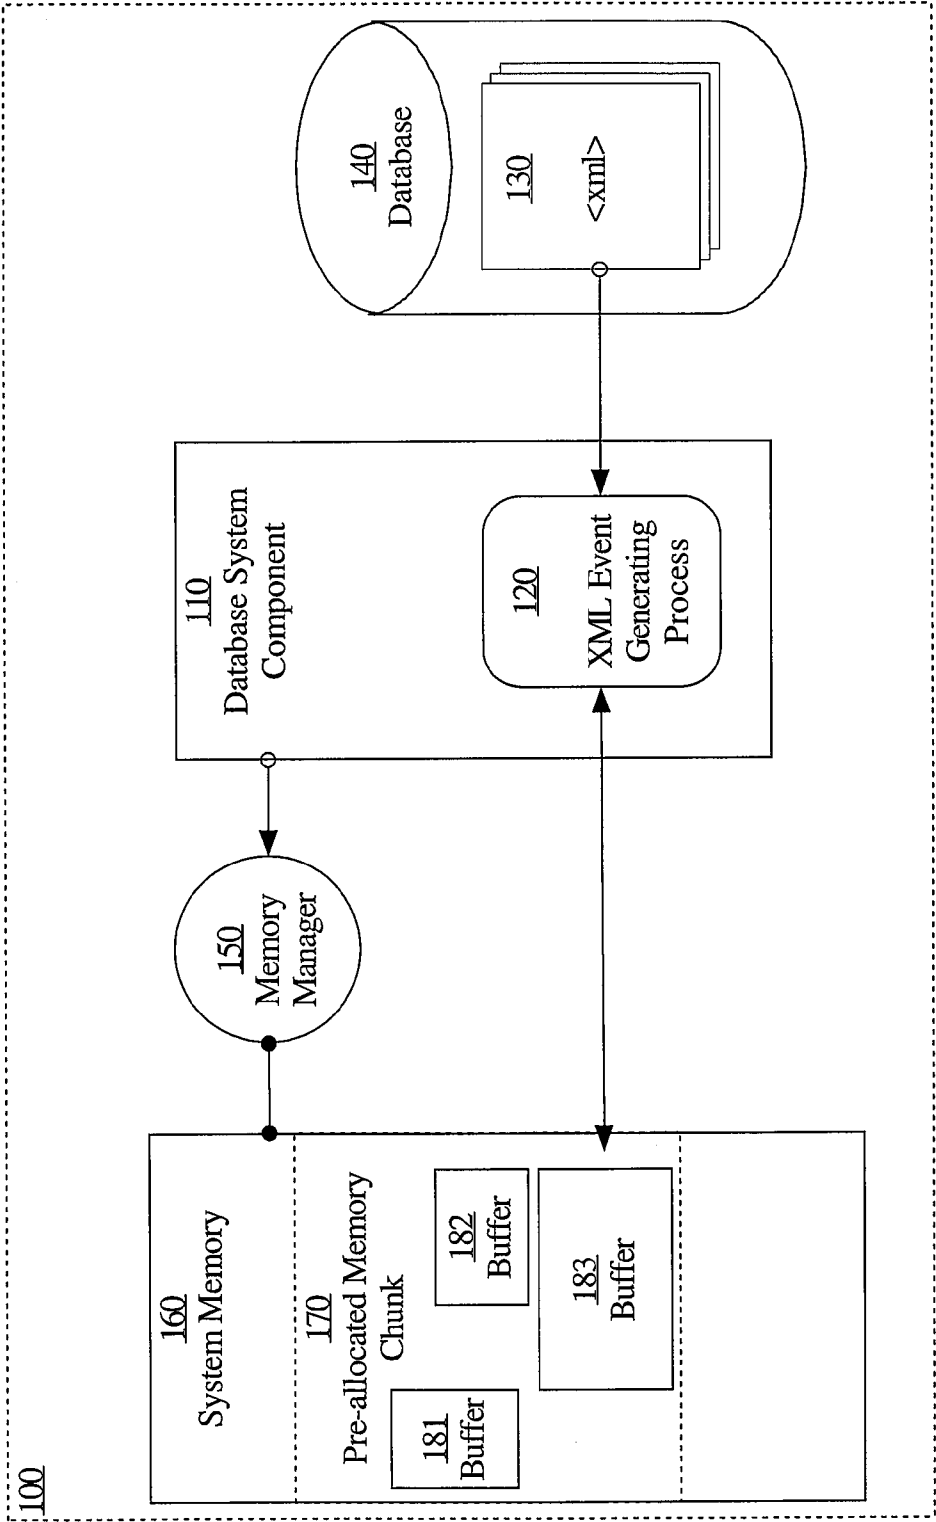 100
160
System Memory
170
Pre-allocated Memory
Chunk
181
Buffer
182
Buffer
183
Buffer
150
Memory
Manager
110
Database System
Component
120
XML Event
Generating
Process
140
Database
130
<xml>